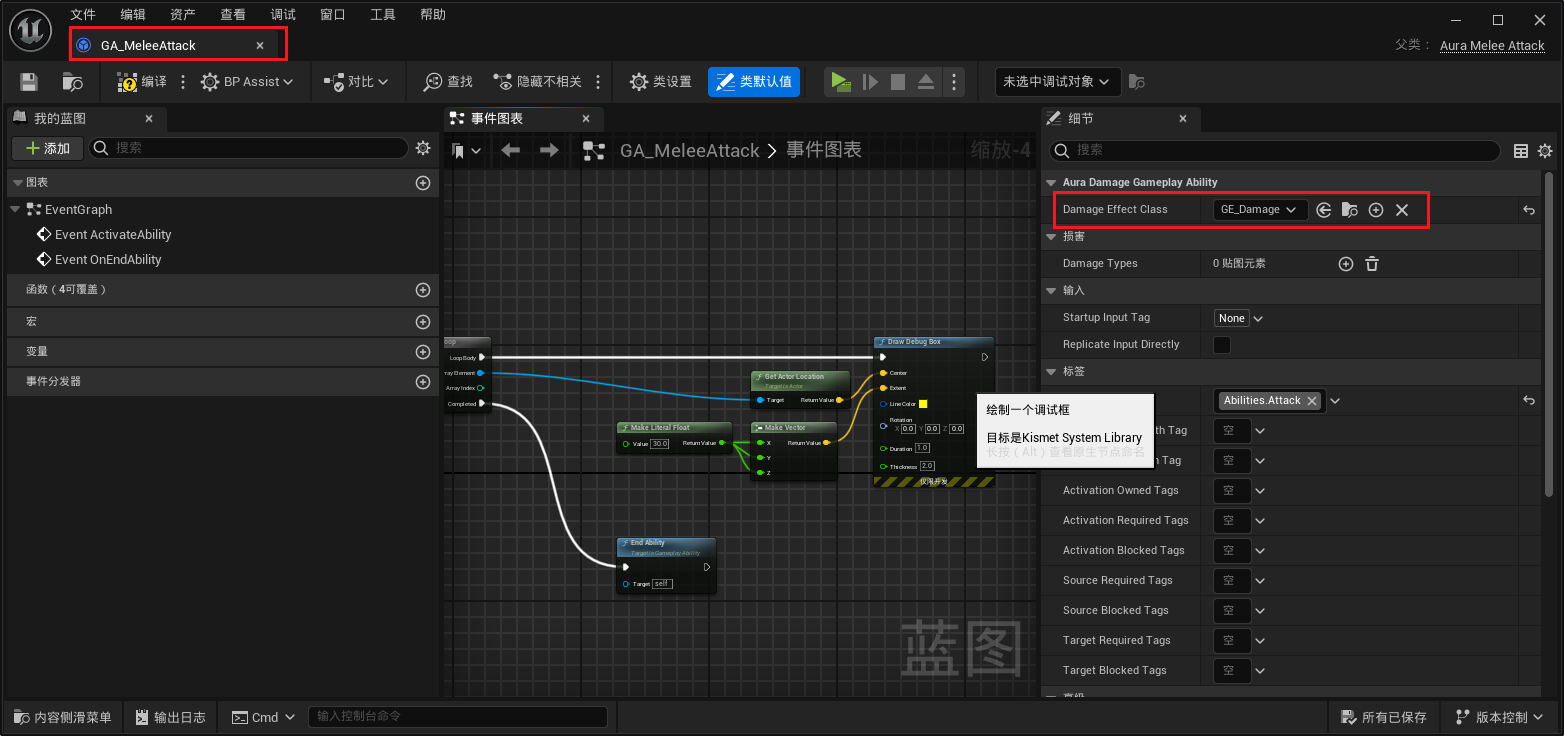 文件 编辑 资产 查看 调试 窗口 工具 帮助
GA_MeleeAttack
父类： Aura Melee Attack
编译 BP Assist 对比 查找 隐藏不相关 类设置 类默认值 未选中调试对象
我的蓝图
添加 搜索
图表
EventGraph
Event ActivateAbility
Event OnEndAbility
函数（4可覆盖）
宏
变量
事件分发器
事件图表
GA_MeleeAttack > 事件图表 缩放-4
oop
Loop Body
rray Element
Array Index
Completed
Get Actor Location
Target is Actor
Target Return Value
Make Literal Float
Value 30.0 Return Value
Make Vector
X Return Value
Y
Z
Draw Debug Box
Center
Extent
Line Color
Rotation
X 0.0 Y 0.0 Z 0.0
Duration 1.0
Thickness 2.0
仅限开发
End Ability
Target is Gameplay Ability
Target self
绘制一个调试框
目标是Kismet System Library
长按（Alt）查看原生节点命名
蓝图
细节
搜索
Aura Damage Gameplay Ability
Damage Effect Class GE_Damage
损害
Damage Types 0 贴图元素
输入
Startup Input Tag None
Replicate Input Directly
标签
Abilities.Attack
th Tag 空
n Tag 空
Activation Owned Tags 空
Activation Required Tags 空
Activation Blocked Tags 空
Source Required Tags 空
Source Blocked Tags 空
Target Required Tags 空
Target Blocked Tags 空
内容侧滑菜单 输出日志 Cmd 输入控制台命令 所有已保存 版本控制